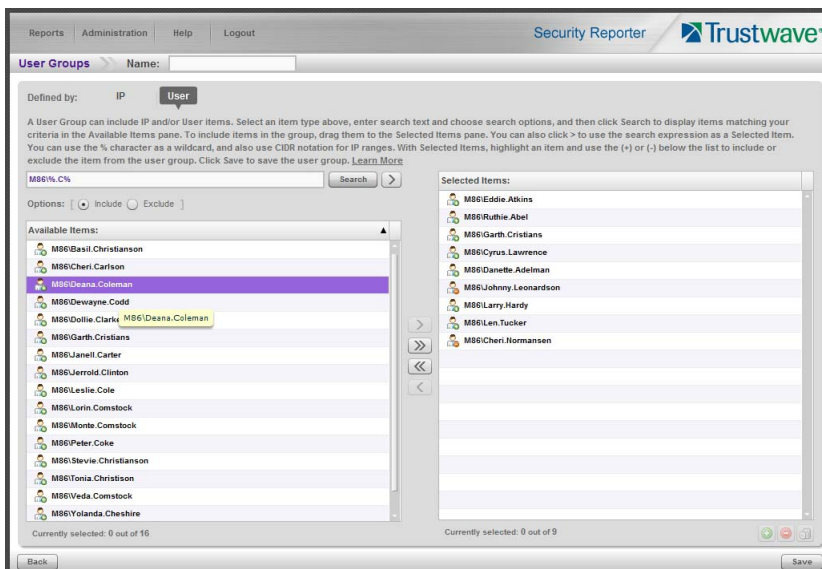 Reports Administration Help Logout
Security Reporter
Trustwave
User Groups Name:
Defined by: IP User
A User Group can include IP and/or User items. Select an item type above, enter search text and choose search options, and then click Search to display items matching your
criteria in the Available Items pane. To include items in the group, drag them to the Selected Items pane. You can also click > to use the search expression as a Selected Item.
You can use the % character as a wildcard, and also use CIDR notation for IP ranges. With Selected Items, highlight an item and use the (+) or (-) below the list to include or
exclude the item from the user group. Click Save to save the user group. Learn More
M86\%.C%
Search >
Options: [ Include Exclude ]
Available Items:
M86\Basil.Christianson
M86\Cheri.Carlson
M86\Deana.Coleman
M86\Dewayne.Codd
M86\Dollie.Clarke
M86\Deana.Coleman
M86\Garth.Cristians
M86\Janell.Carter
M86\Jerrold.Clinton
M86\Leslie.Cole
M86\Lorin.Comstock
M86\Monte.Comstock
M86\Peter.Coke
M86\Stevie.Christianson
M86\Tonia.Christison
M86\Veda.Comstock
M86\Yolanda.Cheshire
Currently selected: 0 out of 16
Selected Items:
M86\Eddie.Atkins
M86\Ruthie.Abel
M86\Garth.Cristians
M86\Cyrus.Lawrence
M86\Danette.Adelman
M86\Johnny.Leonardson
M86\Larry.Hardy
M86\Len.Tucker
M86\Cheri.Normansen
Currently selected: 0 out of 9
Back
Save